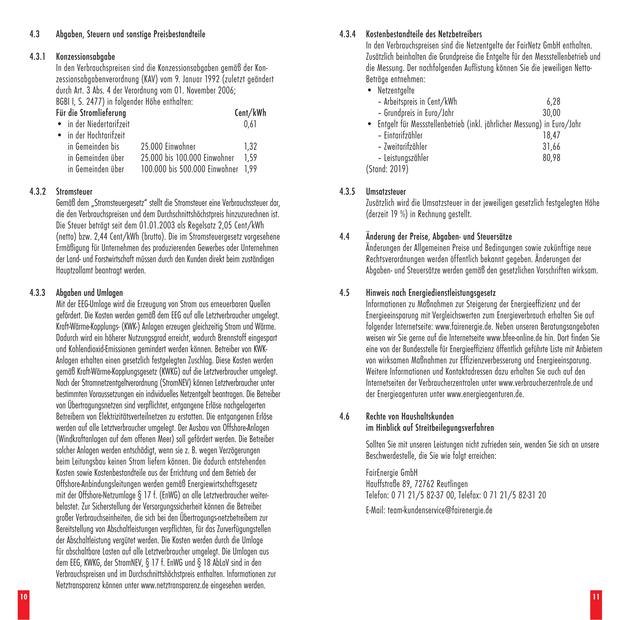 4.3 Abgaben, Steuern und sonstige Preisbestandteile
4.3.1 Konzessionsabgabe
In den Verbrauchspreisen sind die Konzessionsabgaben gemäß der Kon-
zessionsabgabenverordnung (KAV) vom 9. Januar 1992 (zuletzt geändert
durch Art. 3 Abs. 4 der Verordnung vom 01. November 2006;
BGBl I, S. 2477) in folgender Höhe enthalten:
Für die Stromlieferung Cent/kWh
• in der Niedertarifzeit 0,61
• in der Hochtarifzeit
in Gemeinden bis 25.000 Einwohner 1,32
in Gemeinden über 25.000 bis 100.000 Einwohner 1,59
in Gemeinden über 100.000 bis 500.000 Einwohner 1,99
4.3.2 Stromsteuer
Gemäß dem „Stromsteuergesetz“ stellt die Stromsteuer eine Verbrauchssteuer dar,
die den Verbrauchspreisen und dem Durchschnittshöchstpreis hinzuzurechnen ist.
Die Steuer beträgt seit dem 01.01.2003 als Regelsatz 2,05 Cent/kWh
(netto) bzw. 2,44 Cent/kWh (brutto). Die im Stromsteuergesetz vorgesehene
Ermäßigung für Unternehmen des produzierenden Gewerbes oder Unternehmen
der Land- und Forstwirtschaft müssen durch den Kunden direkt beim zuständigen
Hauptzollamt beantragt werden.
4.3.3 Abgaben und Umlagen
Mit der EEG-Umlage wird die Erzeugung von Strom aus erneuerbaren Quellen
gefördert. Die Kosten werden gemäß dem EEG auf alle Letztverbraucher umgelegt.
Kraft-Wärme-Kopplungs- (KWK-) Anlagen erzeugen gleichzeitig Strom und Wärme.
Dadurch wird ein höherer Nutzungsgrad erreicht, wodurch Brennstoff eingespart
und Kohlendioxid-Emissionen gemindert werden können. Betreiber von KWK-
Anlagen erhalten einen gesetzlich festgelegten Zuschlag. Diese Kosten werden
gemäß Kraft-Wärme-Kopplungsgesetz (KWKG) auf die Letztverbraucher umgelegt.
Nach der Stromnetzentgeltverordnung (StromNEV) können Letztverbraucher unter
bestimmten Voraussetzungen ein individuelles Netzentgelt beantragen. Die Betreiber
von Übertragungsnetzen sind verpflichtet, entgangene Erlöse nachgelagerten
Betreibern von Elektrizitätsverteilnetzen zu erstatten. Die entgangenen Erlöse
werden auf alle Letztverbraucher umgelegt. Der Ausbau von Offshore-Anlagen
(Windkraftanlagen auf dem offenen Meer) soll gefördert werden. Die Betreiber
solcher Anlagen werden entschädigt, wenn sie z. B. wegen Verzögerungen
beim Leitungsbau keinen Strom liefern können. Die dadurch entstehenden
Kosten sowie Kostenbestandteile aus der Errichtung und dem Betrieb der
Offshore-Anbindungsleitungen werden gemäß Energiewirtschaftsgesetz
mit der Offshore-Netzumlage § 17 f. (EnWG) an alle Letztverbraucher weiter-
belastet. Zur Sicherstellung der Versorgungssicherheit können die Betreiber
großer Verbrauchseinheiten, die sich bei den Übertragungs-netzbetreibern zur
Bereitstellung von Abschaltleistungen verpflichten, für das Zurverfügungstellen
der Abschaltleistung vergütet werden. Die Kosten werden durch die Umlage
für abschaltbare Lasten auf alle Letztverbraucher umgelegt. Die Umlagen aus
dem EEG, KWKG, der StromNEV, § 17 f. EnWG und § 18 AbLaV sind in den
Verbrauchspreisen und im Durchschnittshöchstpreis enthalten. Informationen zur
Netztransparenz können unter www.netztransparenz.de eingesehen werden.
10
4.3.4 Kostenbestandteile des Netzbetreibers
In den Verbrauchspreisen sind die Netzentgelte der FairNetz GmbH enthalten.
Zusätzlich beinhalten die Grundpreise die Entgelte für den Messstellenbetrieb und
die Messung. Der nachfolgenden Auflistung können Sie die jeweiligen Netto-
Beträge entnehmen:
• Netzentgelte
– Arbeitspreis in Cent/kWh 6,28
– Grundpreis in Euro/Jahr 30,00
• Entgelt für Messstellenbetrieb (inkl. jährlicher Messung) in Euro/Jahr
– Eintarifzähler 18,47
– Zweitarifzähler 31,66
– Leistungszähler 80,98
(Stand: 2019)
4.3.5 Umsatzsteuer
Zusätzlich wird die Umsatzsteuer in der jeweiligen gesetzlich festgelegten Höhe
(derzeit 19 %) in Rechnung gestellt.
4.4 Änderung der Preise, Abgaben- und Steuersätze
Änderungen der Allgemeinen Preise und Bedingungen sowie zukünftige neue
Rechtsverordnungen werden öffentlich bekannt gegeben. Änderungen der
Abgaben- und Steuersätze werden gemäß den gesetzlichen Vorschriften wirksam.
4.5 Hinweis nach Energiedienstleistungsgesetz
Informationen zu Maßnahmen zur Steigerung der Energieeffizienz und der
Energieeinsparung mit Vergleichswerten zum Energieverbrauch erhalten Sie auf
folgender Internetseite: www.fairenergie.de. Neben unseren Beratungsangeboten
weisen wir Sie gerne auf die Internetseite www.bfee-online.de hin. Dort finden Sie
eine von der Bundesstelle für Energieeffizienz öffentlich geführte Liste mit Anbietern
von wirksamen Maßnahmen zur Effizienzverbesserung und Energieeinsparung.
Weitere Informationen und Kontaktadressen dazu erhalten Sie auch auf den
Internetseiten der Verbraucherzentralen unter www.verbraucherzentrale.de und
der Energieagenturen unter www.energieagenturen.de.
4.6 Rechte von Haushaltskunden
im Hinblick auf Streitbeilegungsverfahren
Sollten Sie mit unseren Leistungen nicht zufrieden sein, wenden Sie sich an unsere
Beschwerdestelle, die Sie wie folgt erreichen:
FairEnergie GmbH
Hauffstraße 89, 72762 Reutlingen
Telefon: 0 71 21/5 82-37 00, Telefax: 0 71 21/5 82-31 20
E-Mail: team-kundenservice@fairenergie.de
11